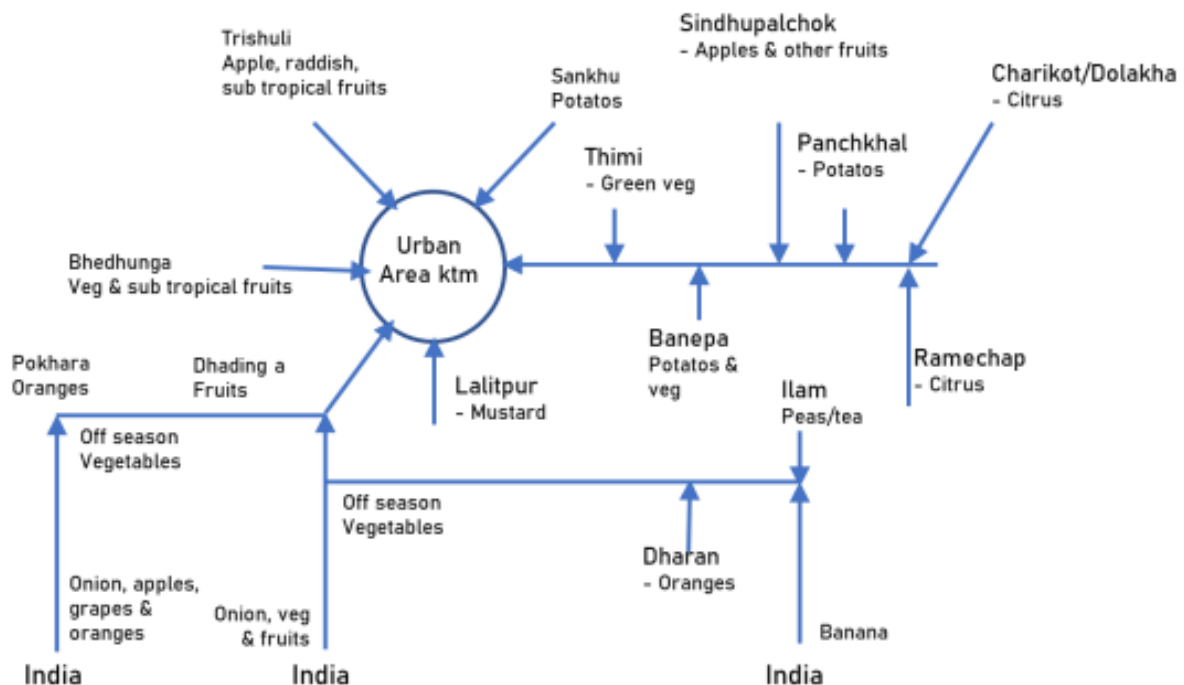 Trishuli
Apple, raddish,
sub tropical fruits
Sankhu
Potatos
Sindhupalchok
- Apples & other fruits
Charikot/Dolakha
- Citrus
Thimi
- Green veg
Panchkhal
- Potatos
Urban
Area ktm
Bhedhunga
Veg & sub tropical fruits
Banepa
Potatos &
veg
Ramechap
- Citrus
Pokhara
Oranges
Dhading a
Fruits
Lalitpur
- Mustard
Ilam
Peas/tea
Off season
Vegetables
Off season
Vegetables
Dharan
- Oranges
Onion, apples,
grapes &
oranges
Onion, veg
& fruits
Banana
India
India
India